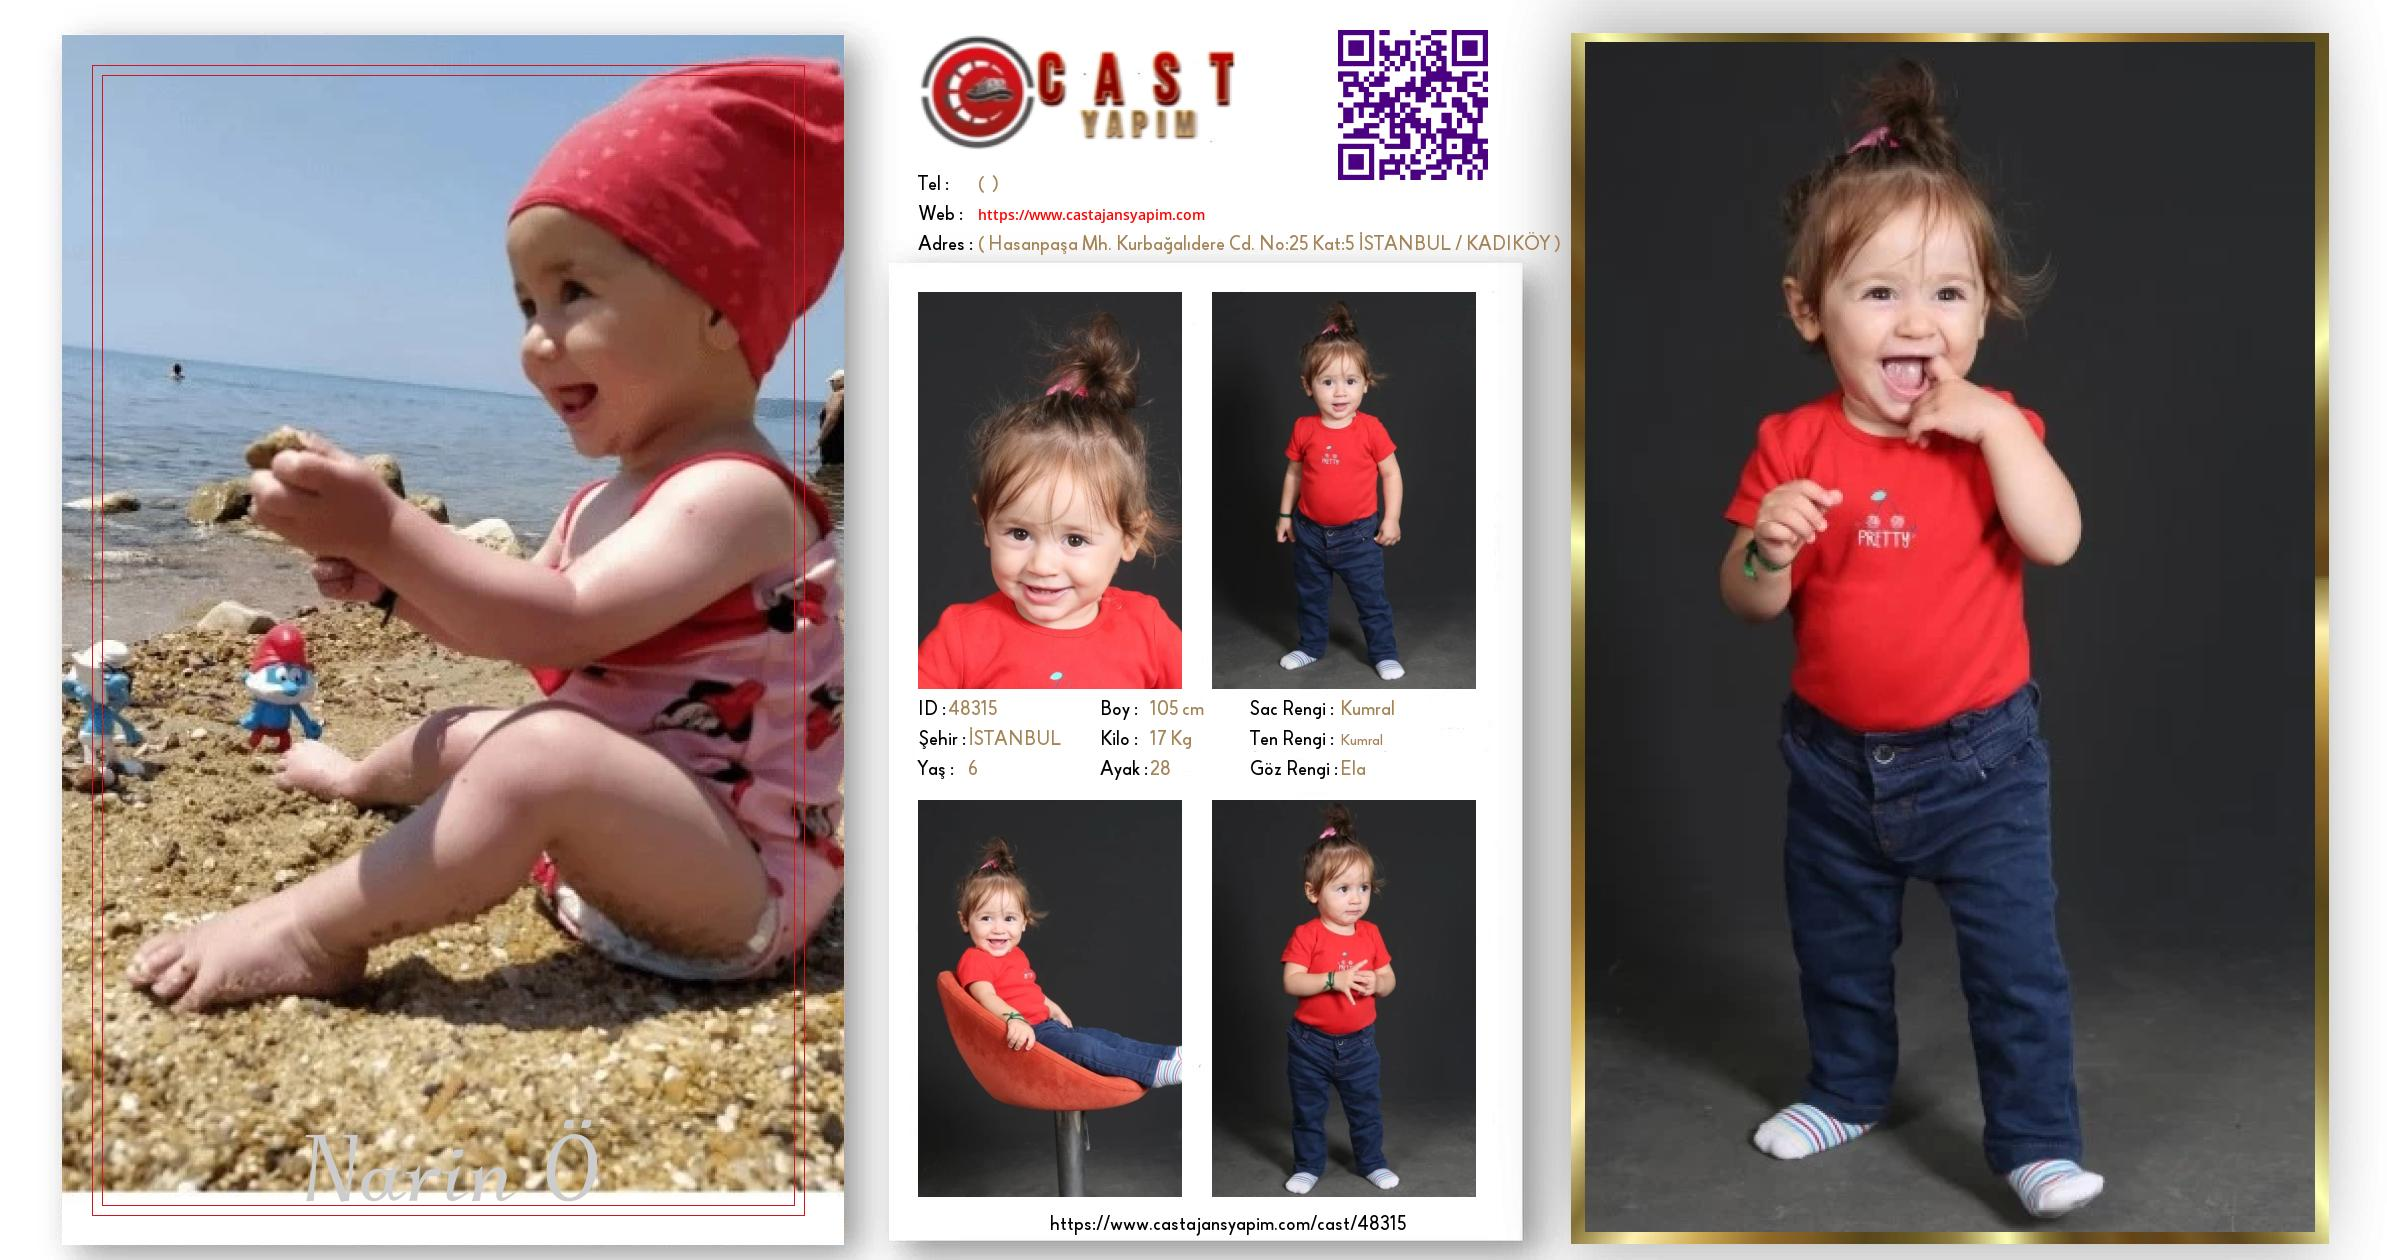 CAST
YAPIM
Tel : ( )
Web : https://www.castajansyapim.com
Adres : ( Hasanpaşa Mh. Kurbağalıdere Cd. No:25 Kat:5 İSTANBUL / KADIKÖY )
PRETTY
PRETTY
ID : 48315 Boy : 105 cm Sac Rengi : Kumral
Şehir : İSTANBUL Kilo : 17 Kg Ten Rengi : Kumral
Yaş : 6 Ayak : 28 Göz Rengi : Ela
Narin Ö
https://www.castajansyapim.com/cast/48315